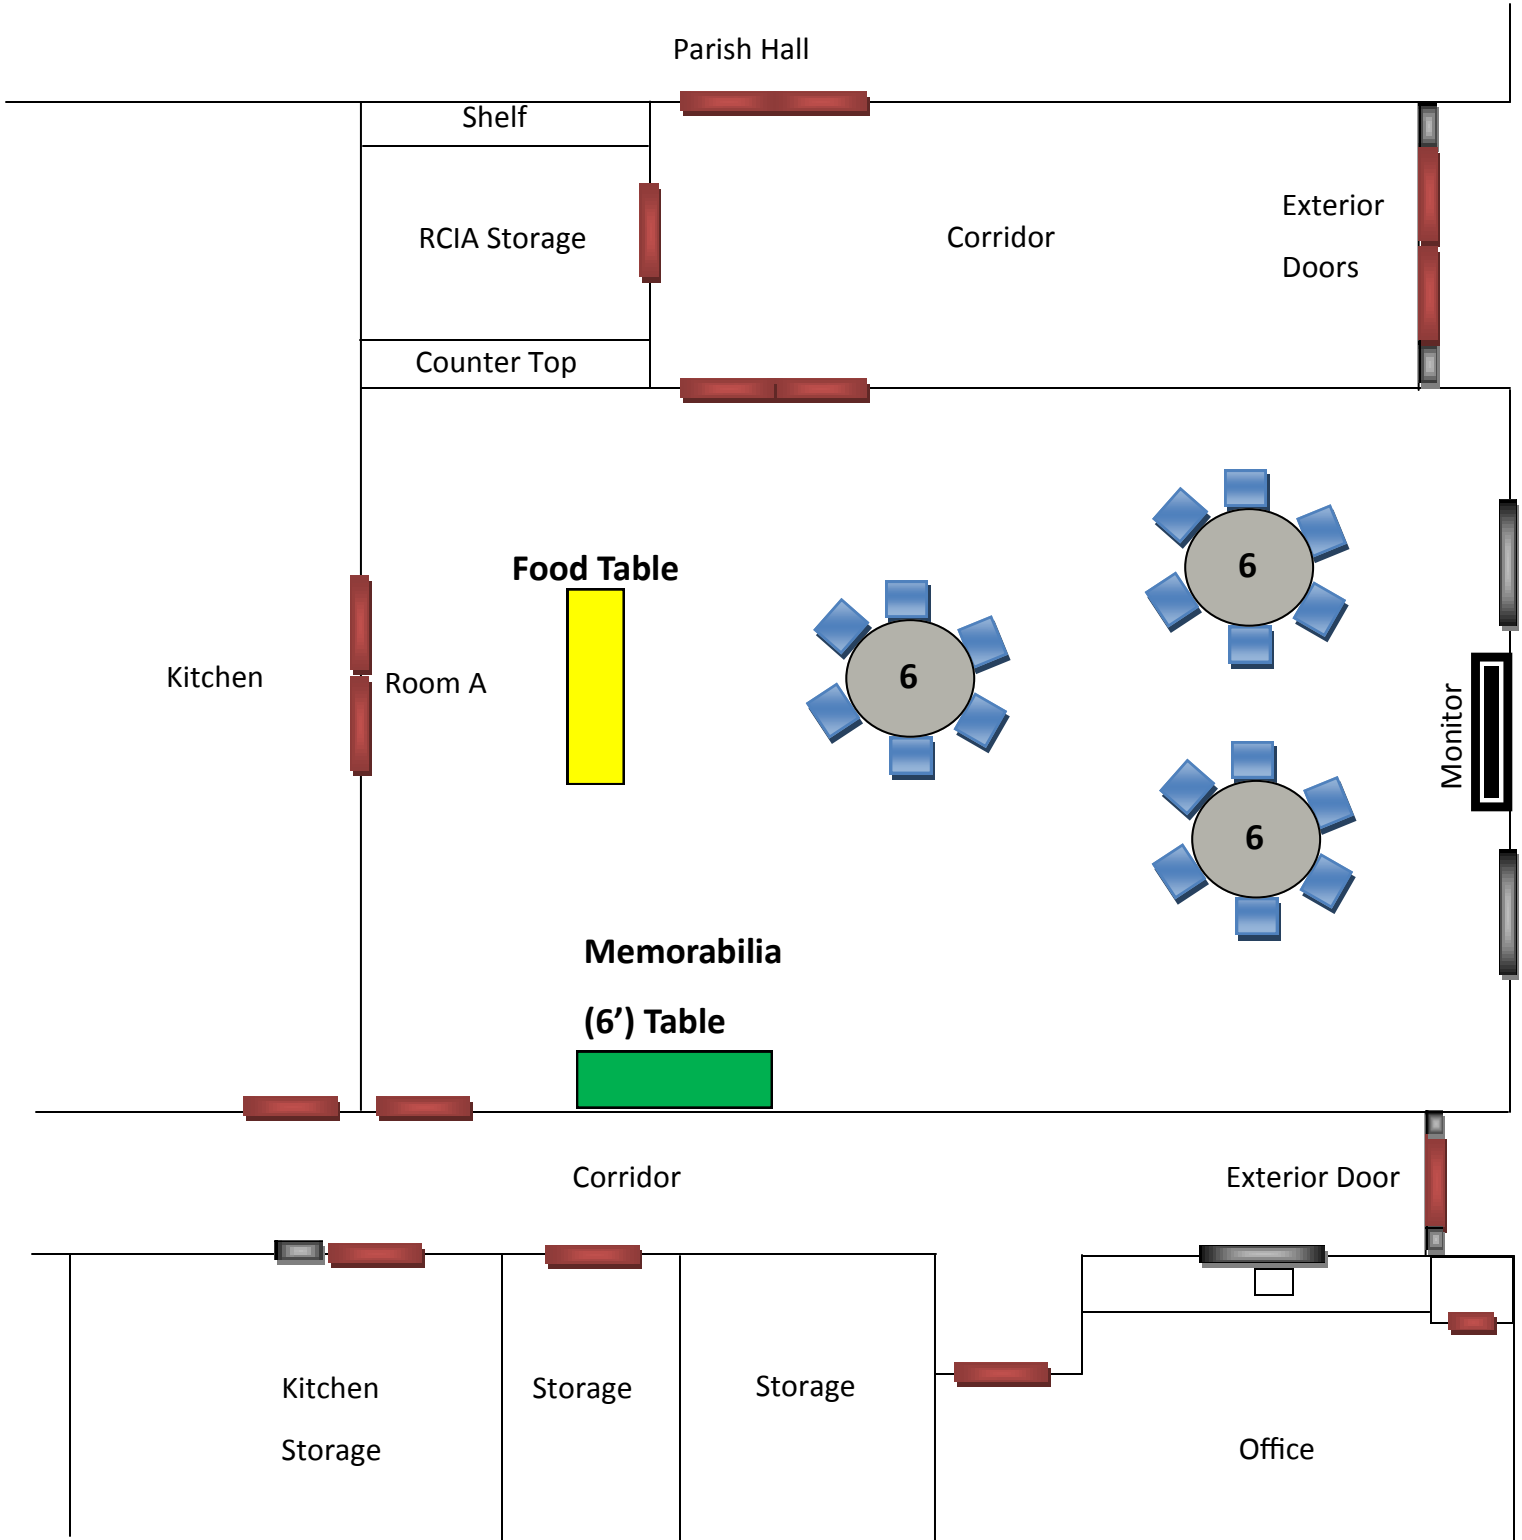 Parish Hall
Shelf
RCIA Storage
Corridor
Exterior
Doors
Counter Top
Food Table
6
6
Kitchen
Room A
Monitor
6
Memorabilia
(6’) Table
Corridor
Exterior Door
Kitchen
Storage
Storage
Storage
Office